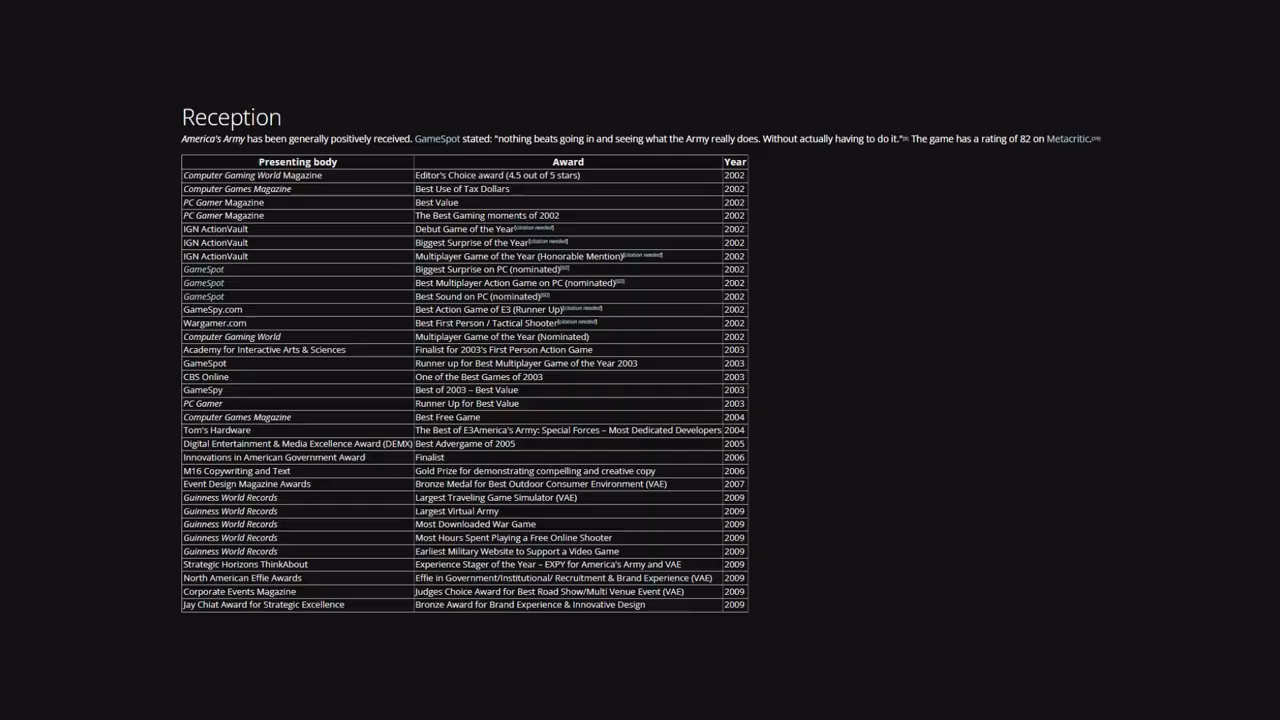 Reception
America's Army has been generally positively received. GameSpot stated: "nothing beats going in and seeing what the Army really does. Without actually having to do it." The game has a rating of 82 on Metacritic.
Presenting body Award Year
Computer Gaming World Magazine Editor's Choice award (4.5 out of 5 stars) 2002
Computer Games Magazine Best Use of Tax Dollars 2002
PC Gamer Magazine Best Value 2002
PC Gamer Magazine The Best Gaming moments of 2002 2002
IGN ActionVault Debut Game of the Year[citation needed] 2002
IGN ActionVault Biggest Surprise of the Year[citation needed] 2002
IGN ActionVault Multiplayer Game of the Year (Honorable Mention)[citation needed] 2002
GameSpot Biggest Surprise on PC (nominated)[60] 2002
GameSpot Best Multiplayer Action Game on PC (nominated)[60] 2002
GameSpot Best Sound on PC (nominated)[60] 2002
GameSpy.com Best Action Game of E3 (Runner Up)[citation needed] 2002
Wargamer.com Best First Person / Tactical Shooter[citation needed] 2002
Computer Gaming World Multiplayer Game of the Year (Nominated) 2002
Academy for Interactive Arts & Sciences Finalist for 2003's First Person Action Game 2003
GameSpot Runner up for Best Multiplayer Game of the Year 2003 2003
CBS Online One of the Best Games of 2003 2003
GameSpy Best of 2003 – Best Value 2003
PC Gamer Runner Up for Best Value 2003
Computer Games Magazine Best Free Game 2004
Tom's Hardware The Best of E3America's Army: Special Forces – Most Dedicated Developers 2004
Digital Entertainment & Media Excellence Award (DEMX) Best Advergame of 2005 2005
Innovations in American Government Award Finalist 2006
M16 Copywriting and Text Gold Prize for demonstrating compelling and creative copy 2006
Event Design Magazine Awards Bronze Medal for Best Outdoor Consumer Environment (VAE) 2007
Guinness World Records Largest Traveling Game Simulator (VAE) 2009
Guinness World Records Largest Virtual Army 2009
Guinness World Records Most Downloaded War Game 2009
Guinness World Records Most Hours Spent Playing a Free Online Shooter 2009
Guinness World Records Earliest Military Website to Support a Video Game 2009
Strategic Horizons ThinkAbout Experience Stager of the Year – EXPY for America's Army and VAE 2009
North American Effie Awards Effie in Government/Institutional/ Recruitment & Brand Experience (VAE) 2009
Corporate Events Magazine Judges Choice Award for Best Road Show/Multi Venue Event (VAE) 2009
Jay Chiat Award for Strategic Excellence Bronze Award for Brand Experience & Innovative Design 2009